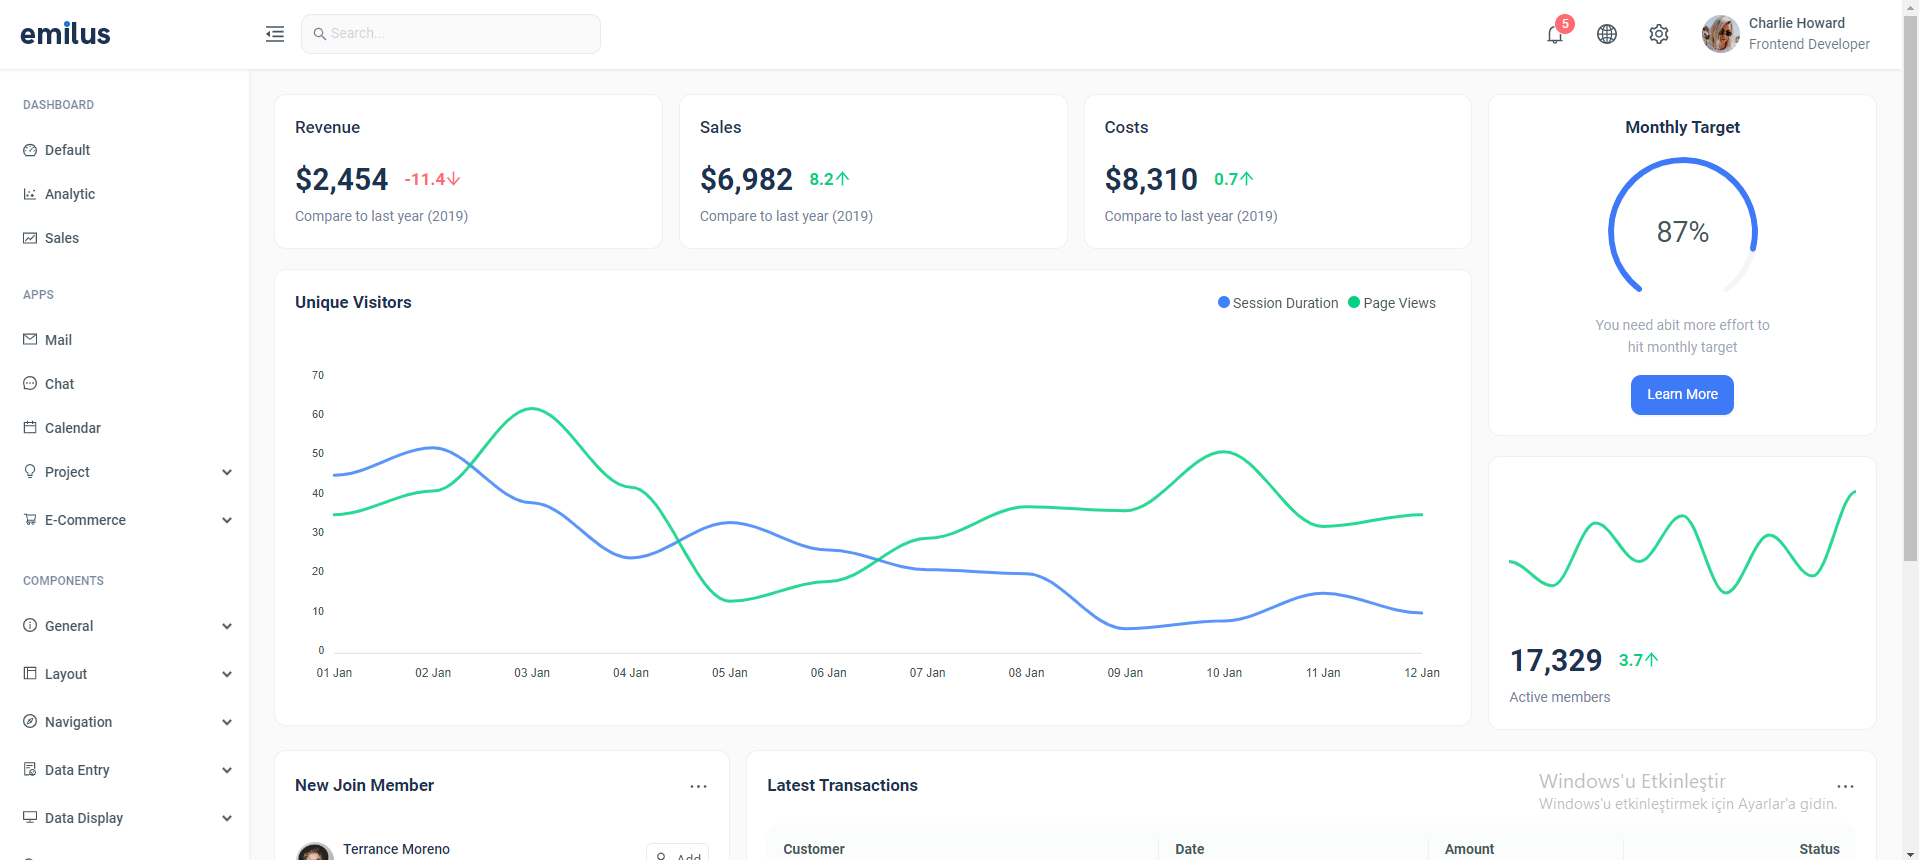 emilus
Search...
5
Charlie Howard
Frontend Developer
DASHBOARD
Default
Analytic
Sales
APPS
Mail
Chat
Calendar
Project
E-Commerce
COMPONENTS
General
Layout
Navigation
Data Entry
Data Display
Revenue
$2,454 -11.4
Compare to last year (2019)
Sales
$6,982 8.2
Compare to last year (2019)
Costs
$8,310 0.7
Compare to last year (2019)
Monthly Target
87%
You need abit more effort to
hit monthly target
Learn More
Unique Visitors
Session Duration Page Views
70
60
50
40
30
20
10
0
01 Jan 02 Jan 03 Jan 04 Jan 05 Jan 06 Jan 07 Jan 08 Jan 09 Jan 10 Jan 11 Jan 12 Jan
17,329 3.7
Active members
New Join Member
Terrance Moreno
Add
Latest Transactions
Customer Date Amount Status
Windows'u Etkinleştir
Windows'u etkinleştirmek için Ayarlar'a gidin.